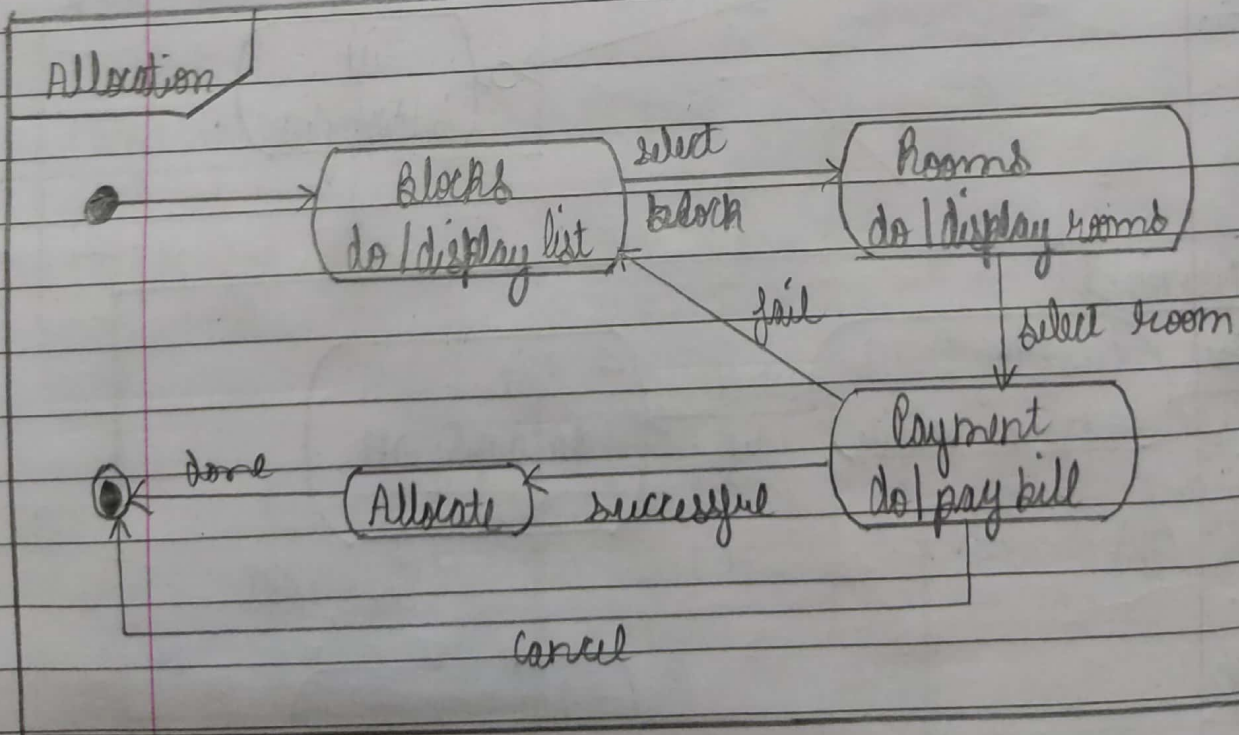 Allocation
Blocks
do / display list
select
block
Rooms
do / display rooms
fail
select room
Payment
do / pay bill
successful
Allocate
done
cancel